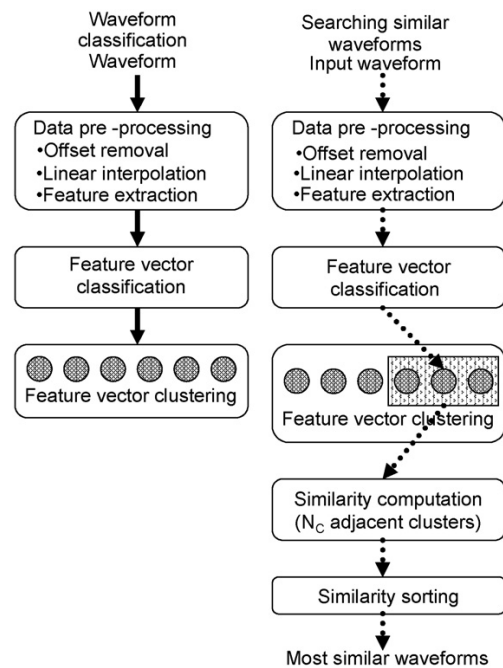 Waveform
classification
Waveform
Data pre -processing
•Offset removal
•Linear interpolation
•Feature extraction
Feature vector
classification
Feature vector clustering
Searching similar
waveforms
Input waveform
Data pre -processing
•Offset removal
•Linear interpolation
•Feature extraction
Feature vector
classification
Feature vector clustering
Similarity computation
(NC adjacent clusters)
Similarity sorting
Most similar waveforms